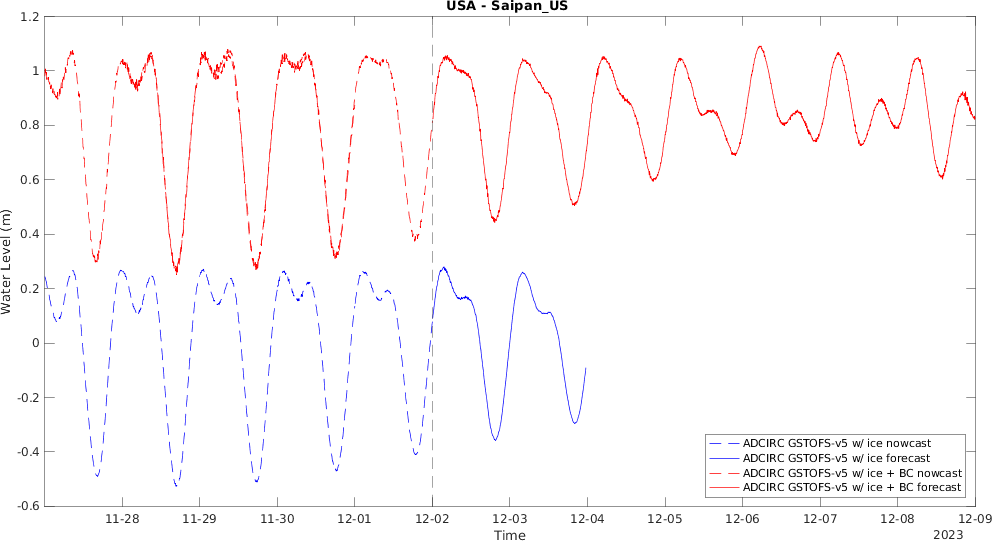 USA - Saipan_US
1.2
1
0.8
0.6
0.4
0.2
0
-0.2
-0.4
-0.6
Water Level (m)
ADCIRC GSTOFS-v5 w/ ice nowcast
ADCIRC GSTOFS-v5 w/ ice forecast
ADCIRC GSTOFS-v5 w/ ice + BC nowcast
ADCIRC GSTOFS-v5 w/ ice + BC forecast
11-28 11-29 11-30 12-01 12-02 12-03 12-04 12-05 12-06 12-07 12-08 12-09
Time
2023